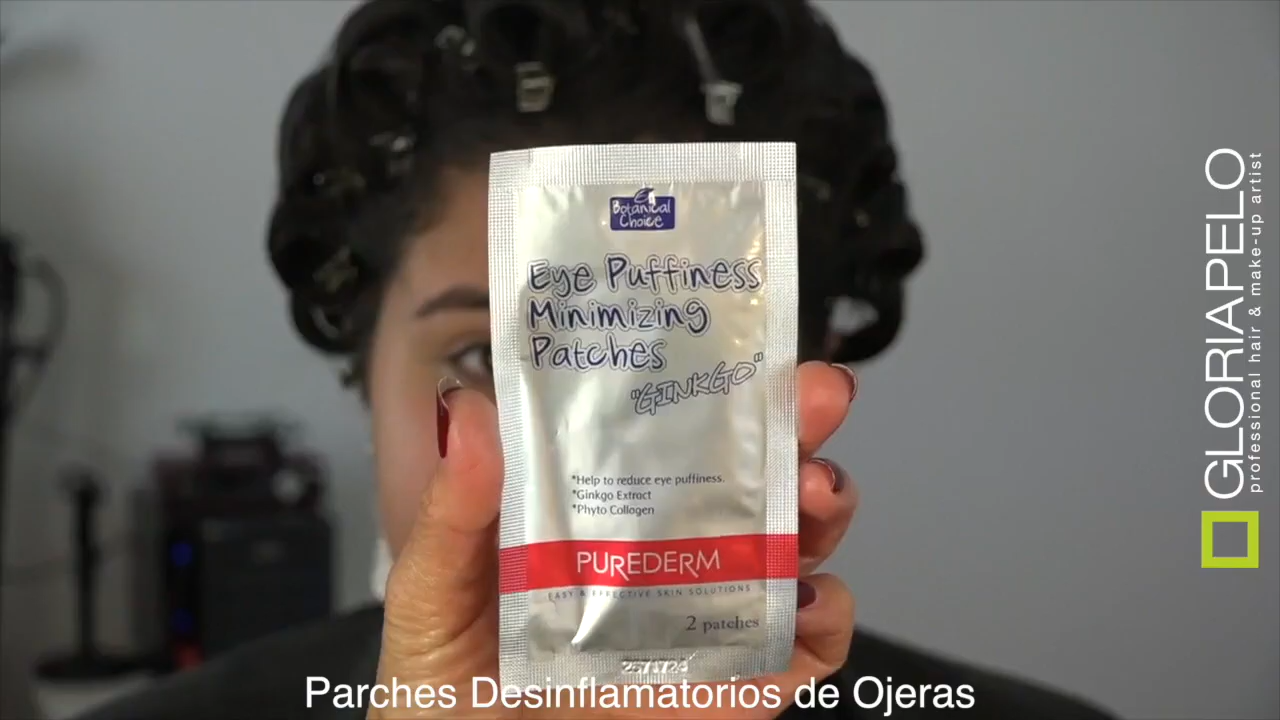 Botanical
Choice
Eye Puffiness
Minimizing
Patches
"GINKGO"
*Help to reduce eye puffiness.
*Ginkgo Extract
*Phyto Collagen
PUREDERM
EASY & EFFECTIVE SKIN SOLUTIONS
2 patches
Parches Desinflamatorios de Ojeras
GLORIAPELO
professional hair & make-up artist